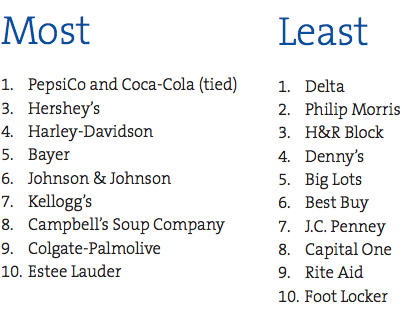 Most
1. PepsiCo and Coca-Cola (tied)
3. Hershey's
4. Harley-Davidson
5. Bayer
6. Johnson & Johnson
7. Kellogg's
8. Campbell's Soup Company
9. Colgate-Palmolive
10. Estee Lauder
Least
1. Delta
2. Philip Morris
3. H&R Block
4. Denny's
5. Big Lots
6. Best Buy
7. J.C. Penney
8. Capital One
9. Rite Aid
10. Foot Locker